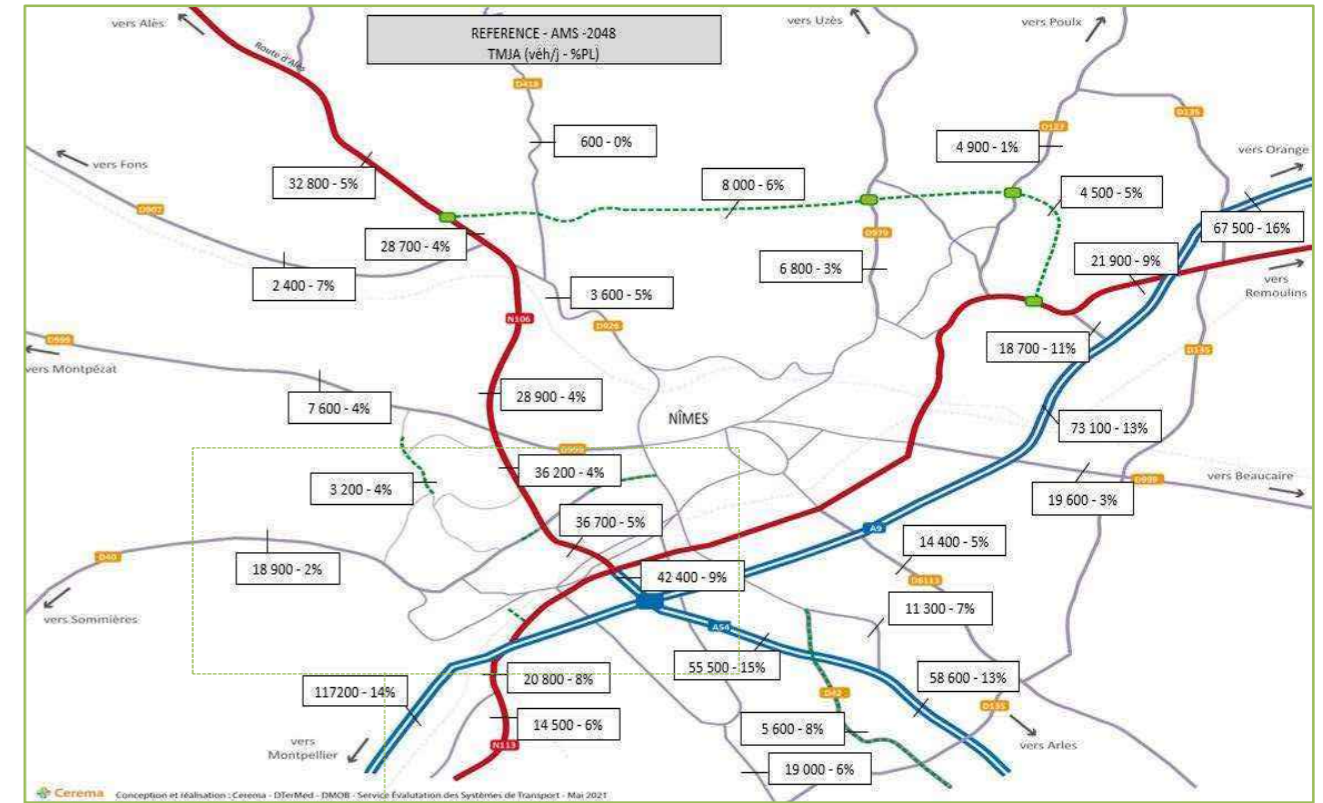 REFERENCE - AMS -2048
TMJA (véh/j - %PL)
vers Alès
Route d'Alès
vers Uzès
vers Poulx
D418
D135
D127
600 - 0%
4 900 - 1%
vers Orange
vers Fons
32 800 - 5%
8 000 - 6%
4 500 - 5%
D907
67 500 - 16%
D979
28 700 - 4%
21 900 - 9%
6 800 - 3%
2 400 - 7%
3 600 - 5%
vers
Remoulins
N106
D926
D999
18 700 - 11%
D135
vers Montpézat
28 900 - 4%
7 600 - 4%
NÎMES
73 100 - 13%
D999
36 200 - 4%
vers Beaucaire
D999
3 200 - 4%
19 600 - 3%
36 700 - 5%
A9
14 400 - 5%
D40
18 900 - 2%
42 400 - 9%
D6113
11 300 - 7%
vers Sommières
A54
55 500 - 15%
58 600 - 13%
20 800 - 8%
117200 - 14%
D42
D135
14 500 - 6%
5 600 - 8%
vers
Montpellier
N113
vers Arles
19 000 - 6%
Cerema Conception et réalisation : Cerema - DTerMed - DMOB - Service Évalutation des Systèmes de Transport - Mai 2021